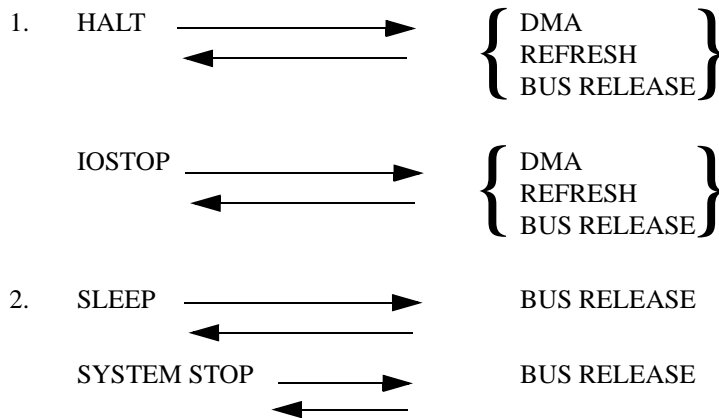 1. HALT { DMA }
REFRESH
BUS RELEASE
IOSTOP { DMA }
REFRESH
BUS RELEASE
2. SLEEP BUS RELEASE
SYSTEM STOP BUS RELEASE